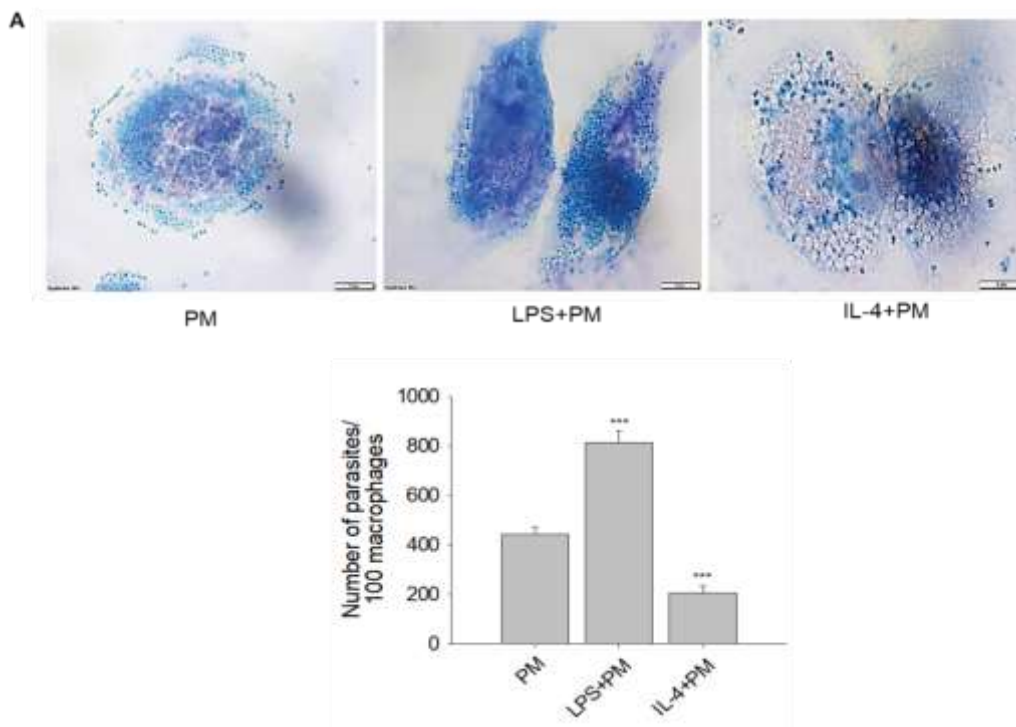 A
PM
LPS+PM
IL-4+PM
Number of parasites/
100 macrophages
1000
800
600
400
200
0
***
***
PM
LPS+PM
IL-4+PM